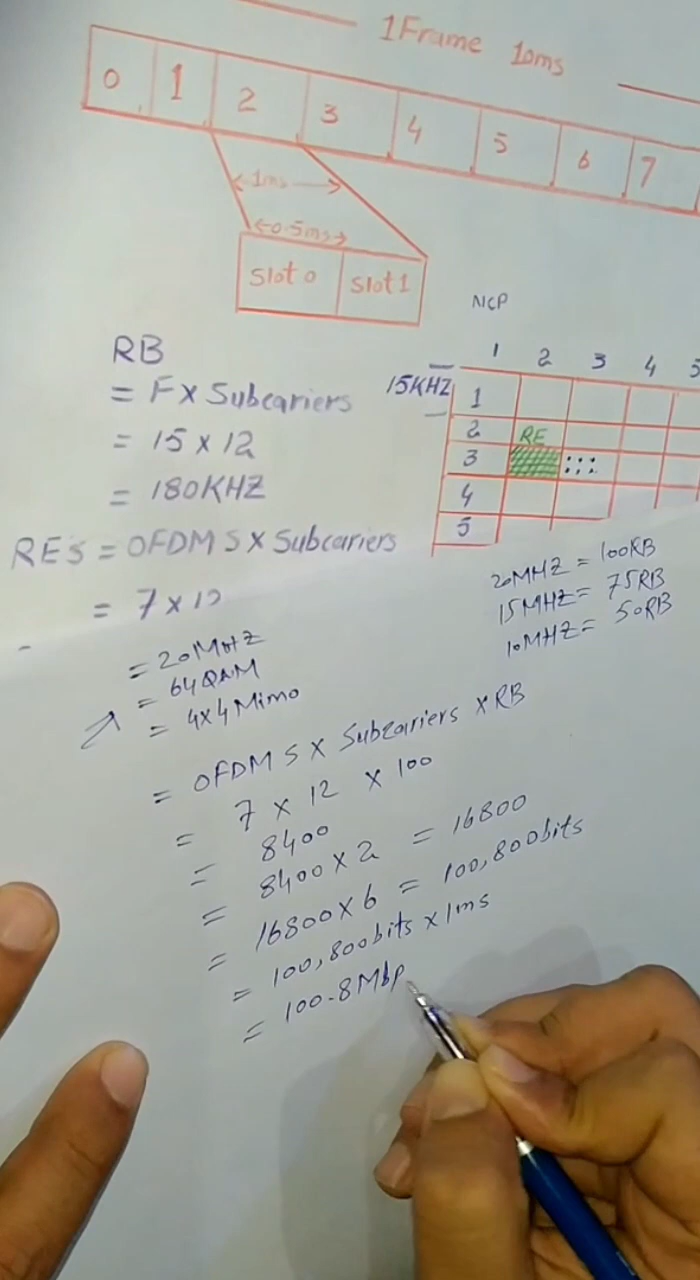 1Frame 10ms
0 1 2 3 4 5 6 7
1ms
0.5ms
Slot 0 Slot 1
NCP
1 2 3 4 5
15KHZ
1
2 RE
3
4
5
RB
= F X Subcariers
= 15 x 12
= 180KHZ
RES = OFDM S X Subcariers
= 7 x 12
20MHZ = 100RB
15MHZ = 75RB
10MHZ = 50RB
= 20MHZ
= 64QAM
= 4x4Mimo
= OFDM S X Subcariers X RB
= 7 x 12 x 100
= 8400
= 8400 x 2 = 16800
= 16800 x 6 = 100,800bits
= 100,800bits x 1ms
= 100.8Mbp